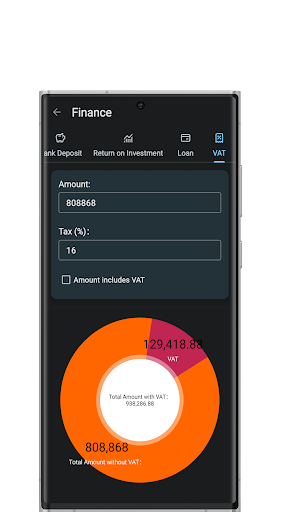 Finance
ank Deposit
Return on Investment
Loan
VAT
Amount:
808868
Tax (%):
16
Amount includes VAT
129,418.88
VAT
Total Amount with VAT:
938,286.88
808,868
Total Amount without VAT: